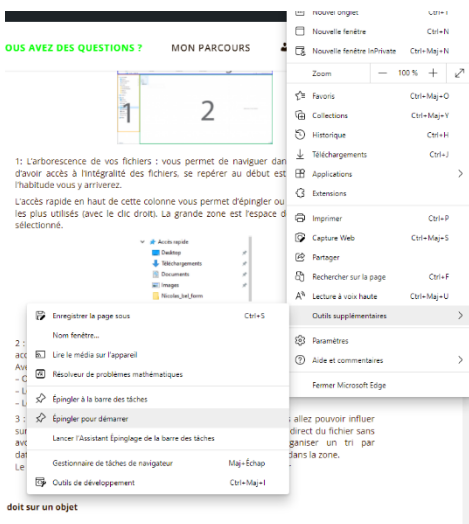 Nouvel onglet Ctrl+T
OUS AVEZ DES QUESTIONS ?
MON PARCOURS
Nouvelle fenêtre Ctrl+N
Nouvelle fenêtre InPrivate Ctrl+Maj+N
Zoom — 100 % +
Favoris Ctrl+Maj+O
Collections Ctrl+Maj+Y
Historique Ctrl+H
Téléchargements Ctrl+J
Applications
Extensions
Imprimer Ctrl+P
Capture Web Ctrl+Maj+S
Partager
Rechercher sur la page Ctrl+F
Lecture à voix haute Ctrl+Maj+U
Outils supplémentaires
Paramètres
Aide et commentaires
Fermer Microsoft Edge
1
2
1: L'arborescence de vos fichiers : vous permet de naviguer dan
d'avoir accès à l'intégralité des fichiers, se repérer au début est
l'habitude vous y arriverez.
L'accès rapide en haut de cette colonne vous permet d'épingler ou
les plus utilisés (avec le clic droit). La grande zone est l'espace d
sélectionné.
Accès rapide
Desktop
Téléchargements
Documents
Images
Nicolas_bel_form
Enregistrer la page sous Ctrl+S
Nom fenêtre...
Lire le média sur l'appareil
Résolveur de problèmes mathématiques
Épingler à la barre des tâches
Épingler pour démarrer
Lancer l'Assistant Épinglage de la barre des tâches
Gestionnaire de tâches de navigateur Maj+Échap
Outils de développement Ctrl+Maj+I
2 :
acc
Ave
– O
– L
– L
3 :
s allez pouvoir influer
sur
direct du fichier sans
avo
ganiser un tri par
dat
dans la zone.
Le
doit sur un objet